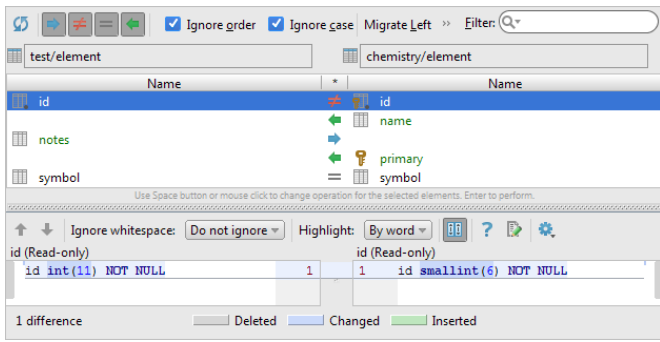 Ignore order Ignore case Migrate Left » Filter:
test/element chemistry/element
Name * Name
id ≠ id
name
notes
primary
symbol = symbol
Use Space button or mouse click to change operation for the selected elements. Enter to perform.
Ignore whitespace: Do not ignore Highlight: By word ?
id (Read-only) id (Read-only)
id int(11) NOT NULL 1 1 id smallint(6) NOT NULL
1 difference Deleted Changed Inserted